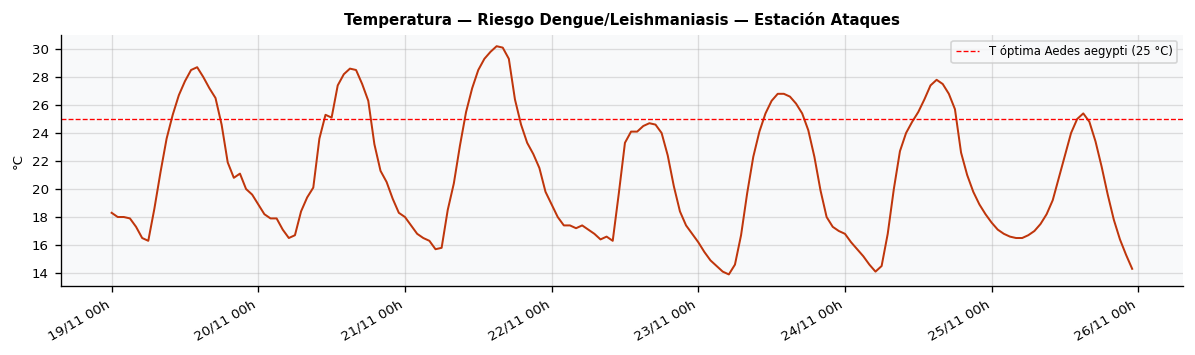 Temperatura — Riesgo Dengue/Leishmaniasis — Estación Ataques
T óptima Aedes aegypti (25 °C)
°C
30
28
26
24
22
20
18
16
14
19/11 00h
20/11 00h
21/11 00h
22/11 00h
23/11 00h
24/11 00h
25/11 00h
26/11 00h